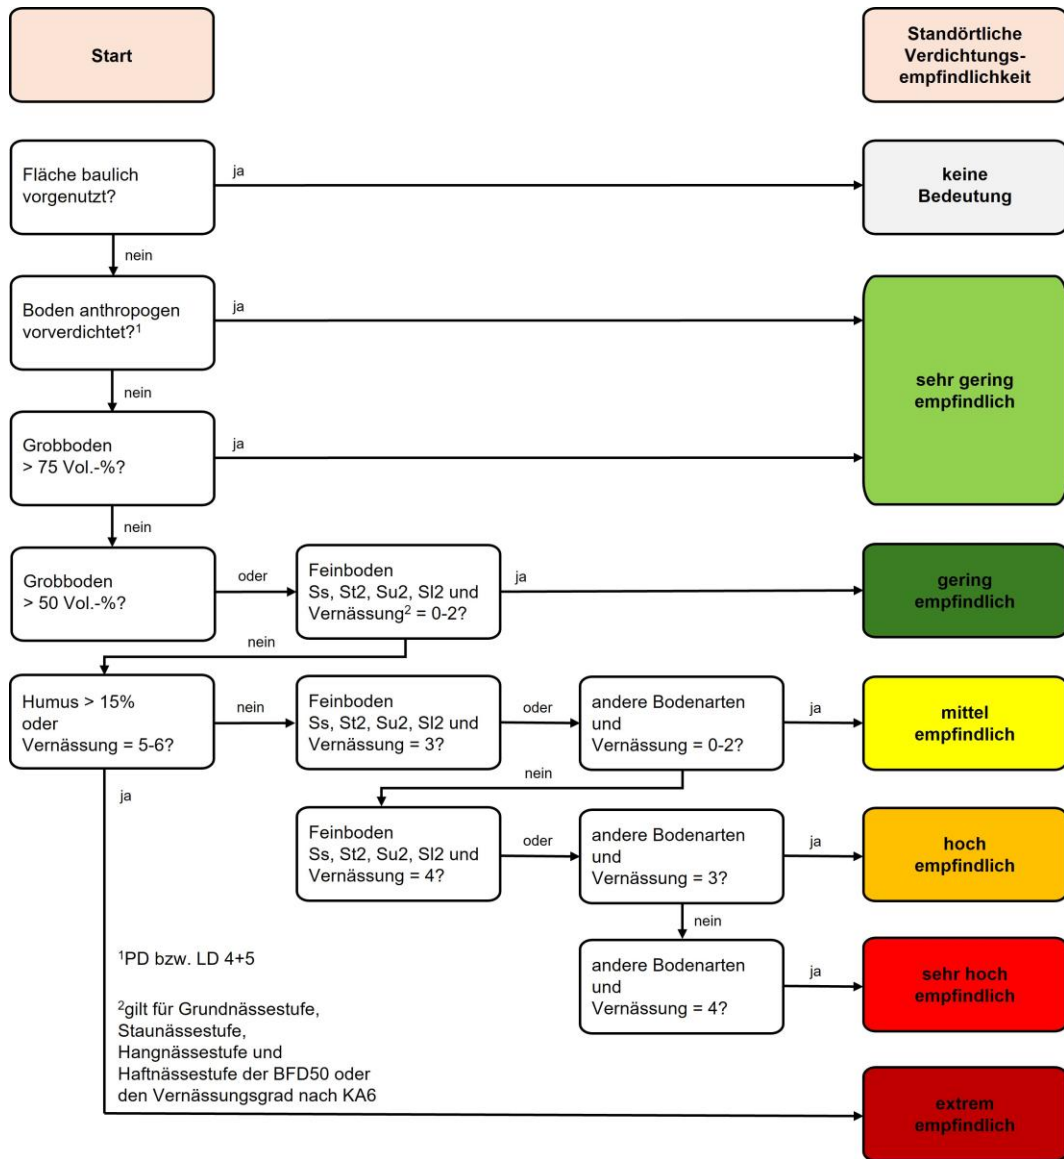 Start
Standörtliche
Verdichtungs-
empfindlichkeit
Fläche baulich
vorgenutzt?
ja
keine
Bedeutung
nein
Boden anthropogen
vorverdichtet?¹
ja
sehr gering
empfindlich
nein
Grobboden
> 75 Vol.-%?
ja
nein
Grobboden
> 50 Vol.-%?
oder
Feinboden
Ss, St2, Su2, Sl2 und
Vernässung² = 0-2?
ja
gering
empfindlich
nein
Humus > 15%
oder
Vernässung = 5-6?
nein
Feinboden
Ss, St2, Su2, Sl2 und
Vernässung = 3?
oder
andere Bodenarten
und
Vernässung = 0-2?
ja
mittel
empfindlich
nein
ja
Feinboden
Ss, St2, Su2, Sl2 und
Vernässung = 4?
oder
andere Bodenarten
und
Vernässung = 3?
ja
hoch
empfindlich
nein
andere Bodenarten
und
Vernässung = 4?
ja
sehr hoch
empfindlich
¹PD bzw. LD 4+5
²gilt für Grundnässestufe,
Staunässestufe,
Hangnässestufe und
Haftnässestufe der BFD50 oder
den Vernässungsgrad nach KA6
extrem
empfindlich